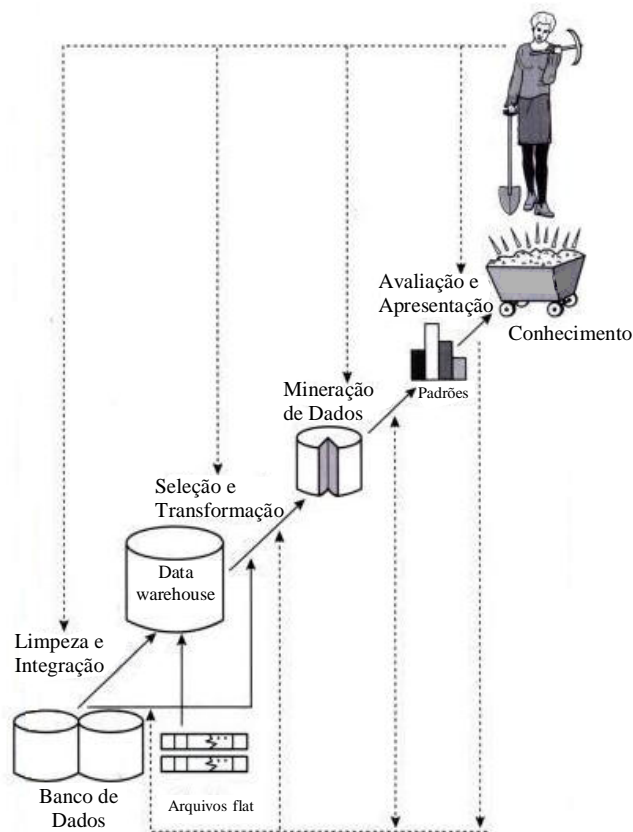 Avaliação e
Apresentação
Conhecimento
Padrões
Mineração
de Dados
Seleção e
Transformação
Data
warehouse
Limpeza e
Integração
Banco de
Dados
Arquivos flat